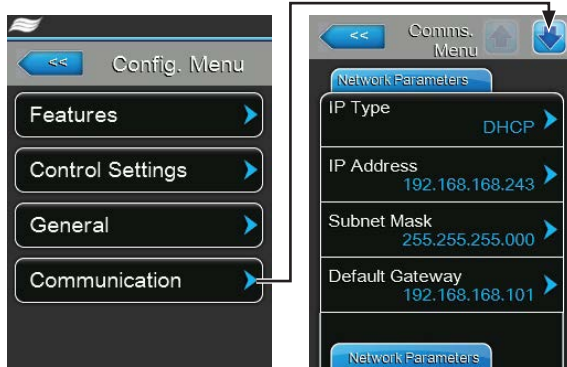 <<
Config. Menu
Features
Control Settings
General
Communication
<<
Comms.
Menu
Network Parameters
IP Type
DHCP
IP Address
192.168.168.243
Subnet Mask
255.255.255.000
Default Gateway
192.168.168.101
Network Parameters